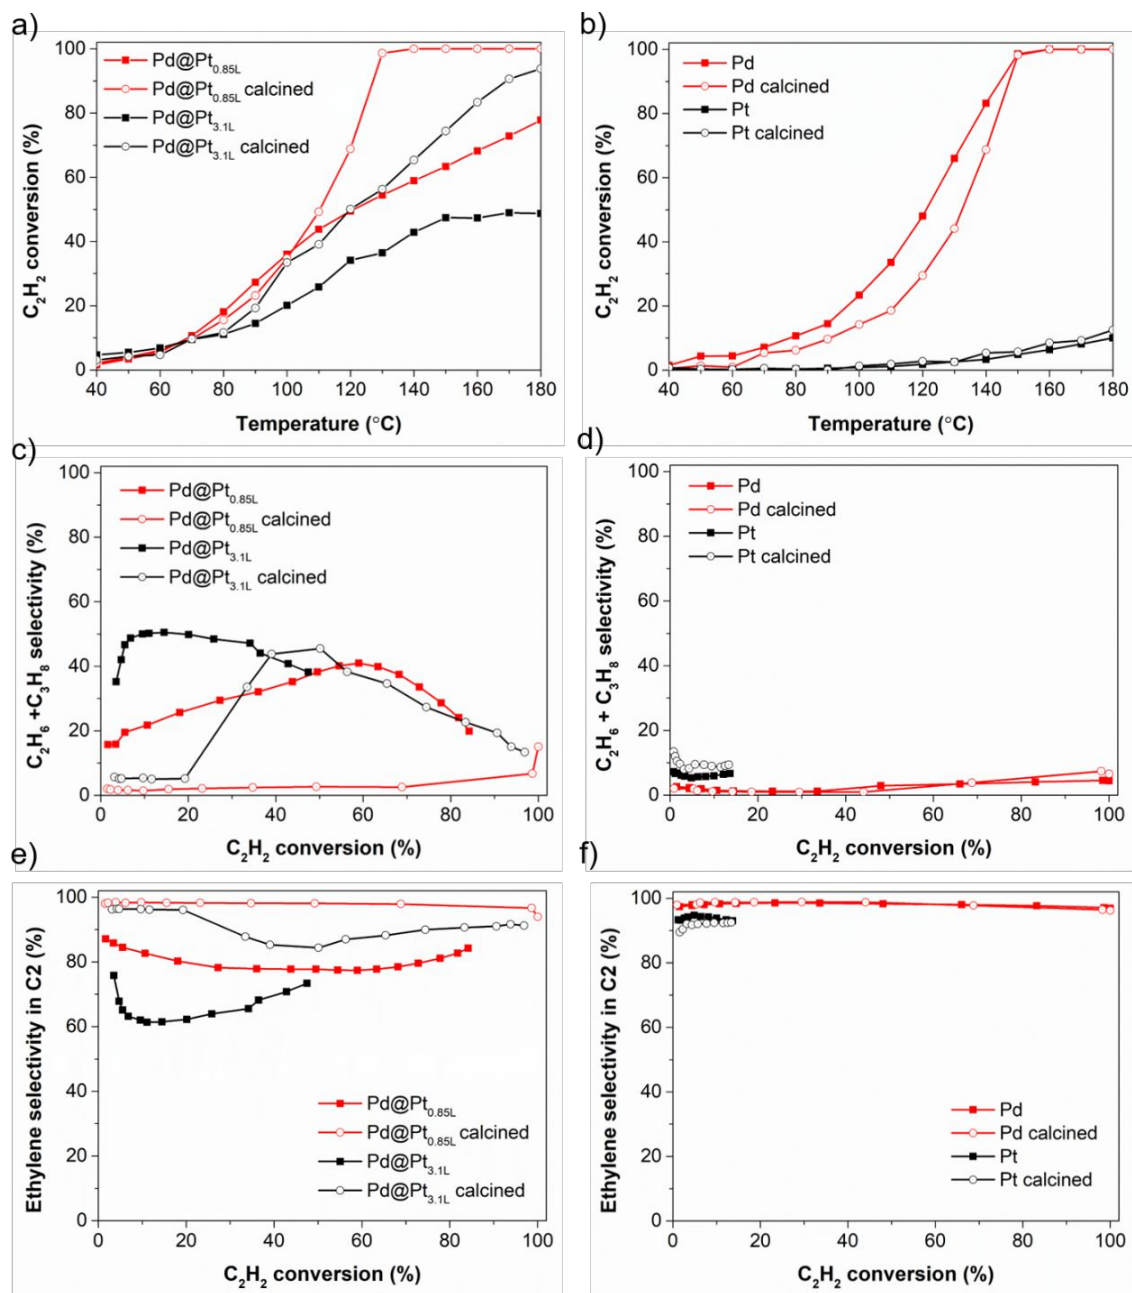 a)
C2H2 conversion (%)
100
80
60
40
20
0
Pd@Pt0.85L
Pd@Pt0.85L calcined
Pd@Pt3.1L
Pd@Pt3.1L calcined
40 60 80 100 120 140 160 180
Temperature (°C)
b)
C2H2 conversion (%)
100
80
60
40
20
0
Pd
Pd calcined
Pt
Pt calcined
40 60 80 100 120 140 160 180
Temperature (°C)
c)
C2H6 +C3H8 selectivity (%)
100
80
60
40
20
0
Pd@Pt0.85L
Pd@Pt0.85L calcined
Pd@Pt3.1L
Pd@Pt3.1L calcined
0 20 40 60 80 100
C2H2 conversion (%)
d)
C2H6 + C3H8 selectivity (%)
100
80
60
40
20
0
Pd
Pd calcined
Pt
Pt calcined
0 20 40 60 80 100
C2H2 conversion (%)
e)
Ethylene selectivity in C2 (%)
100
80
60
40
20
0
Pd@Pt0.85L
Pd@Pt0.85L calcined
Pd@Pt3.1L
Pd@Pt3.1L calcined
0 20 40 60 80 100
C2H2 conversion (%)
f)
Ethylene selectivity in C2 (%)
100
80
60
40
20
0
Pd
Pd calcined
Pt
Pt calcined
0 20 40 60 80 100
C2H2 conversion (%)